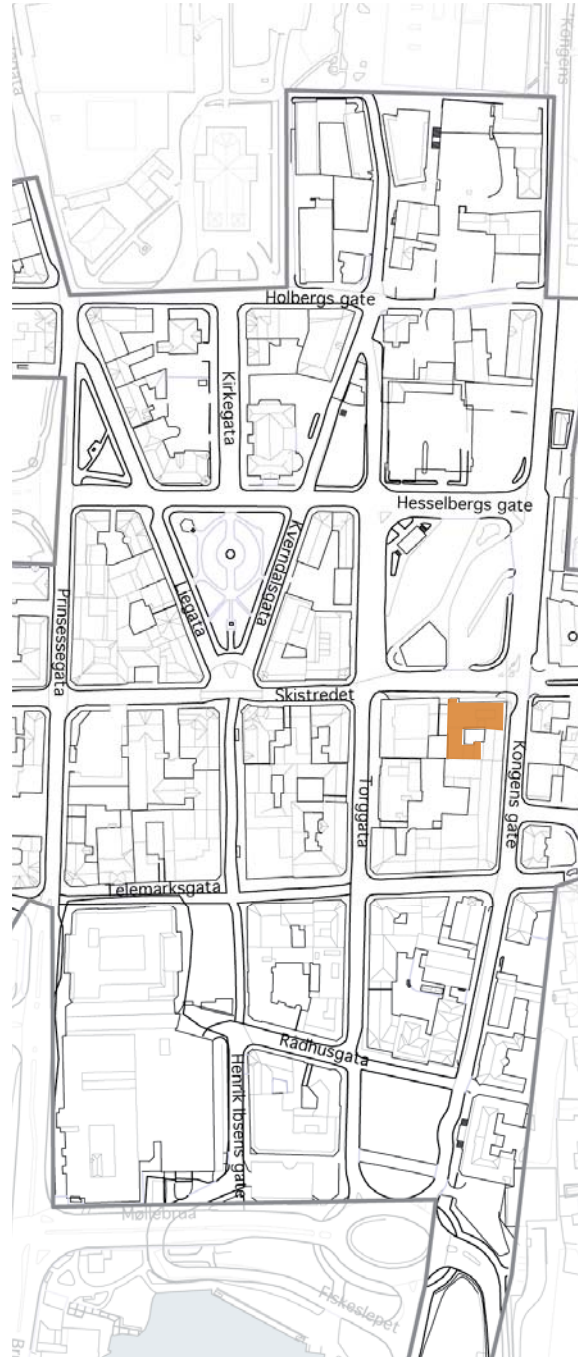 "Kongens
Holbergs gate
Kirkegata
Hesselbergs gate
Kverndalsgata
Liegata
Prinsessegata
Skistredet
Torggata
Kongens gate
Telemarksgata
Rådhusgata
Henrik Ibsens gate
Møllebrua
Fiskeslepet